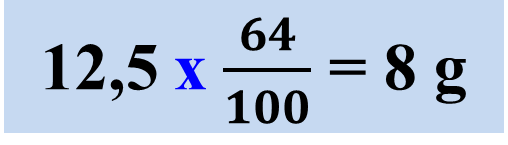 12,5 x 64/100 = 8 g